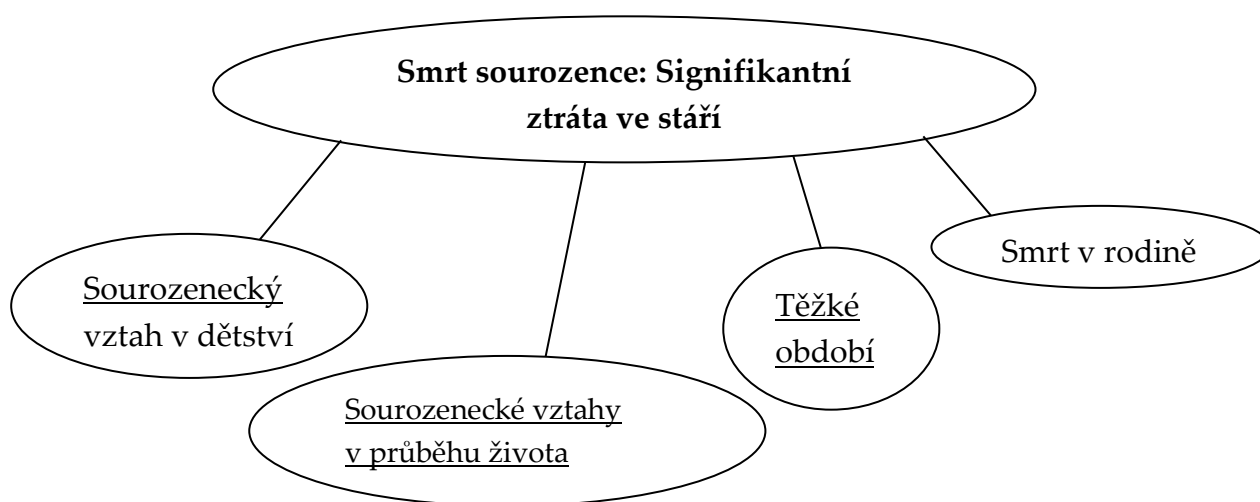 Smrt sourozence: Signifikantní
ztráta ve stáří
Smrt v rodině
Sourozenecký
vztah v dětství
Těžké
období
Sourozenecké vztahy
v průběhu života